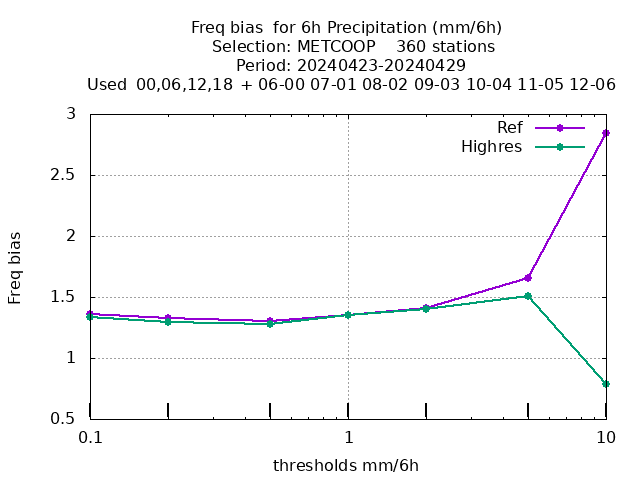 Freq bias  for 6h Precipitation (mm/6h)
Selection: METCOOP    360 stations
Period: 20240423-20240429
Used  00,06,12,18  + 06-00 07-01 08-02 09-03 10-04 11-05 12-06
Ref
Highres
3
2.5
2
1.5
1
0.5
Freq bias
0.1 1 10
thresholds mm/6h